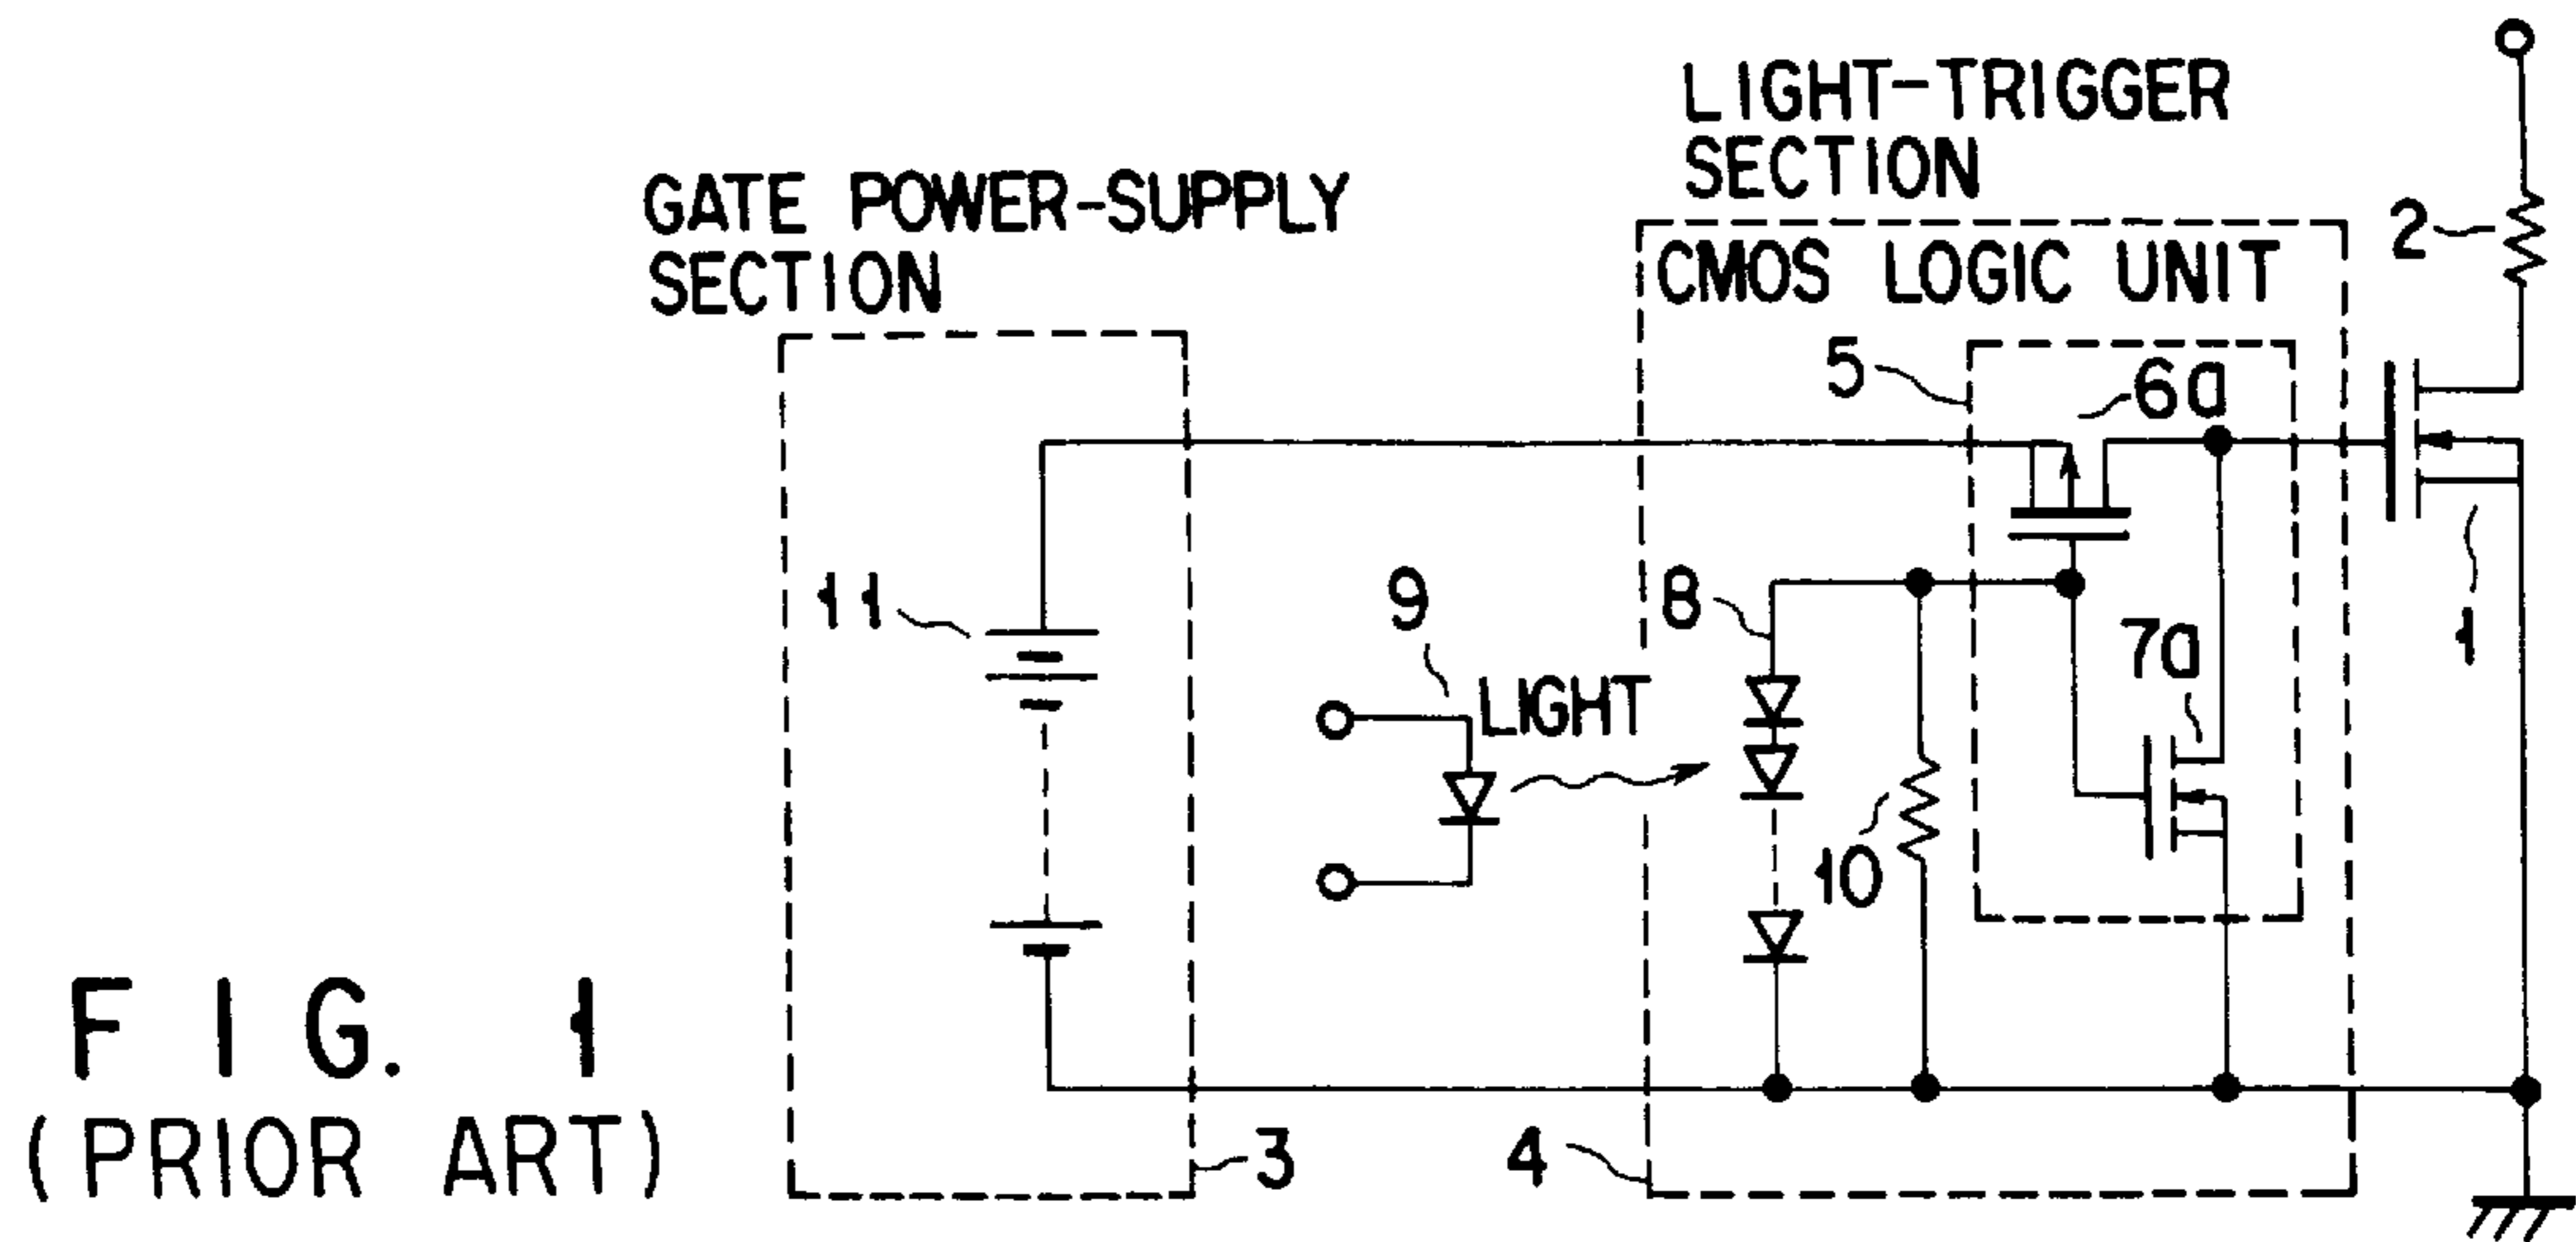 LIGHT-TRIGGER
SECTION
GATE POWER-SUPPLY
SECTION
CMOS LOGIC UNIT
2
5
6a
11
9
LIGHT
8
7a
1
10
3
4
FIG. 1
(PRIOR ART)